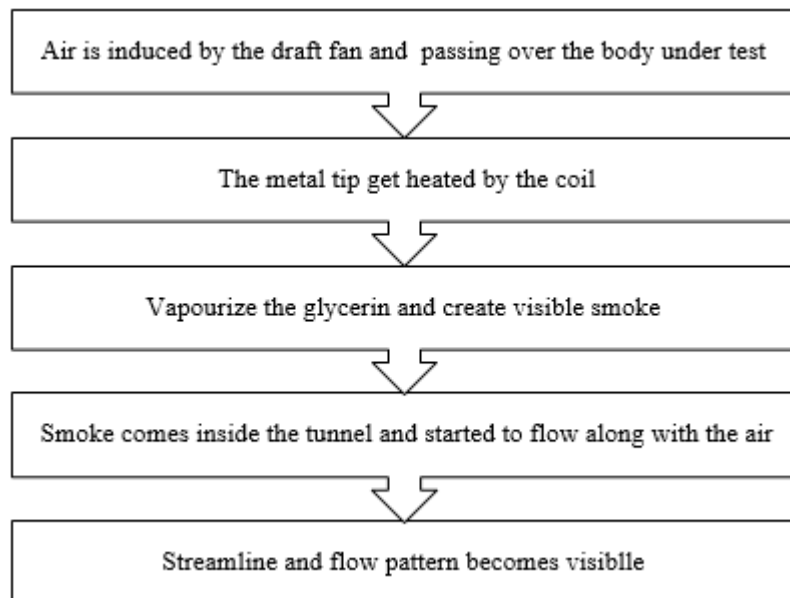 Air is induced by the draft fan and passing over the body under test
The metal tip get heated by the coil
Vapourize the glycerin and create visible smoke
Smoke comes inside the tunnel and started to flow along with the air
Streamline and flow pattern becomes visiblle